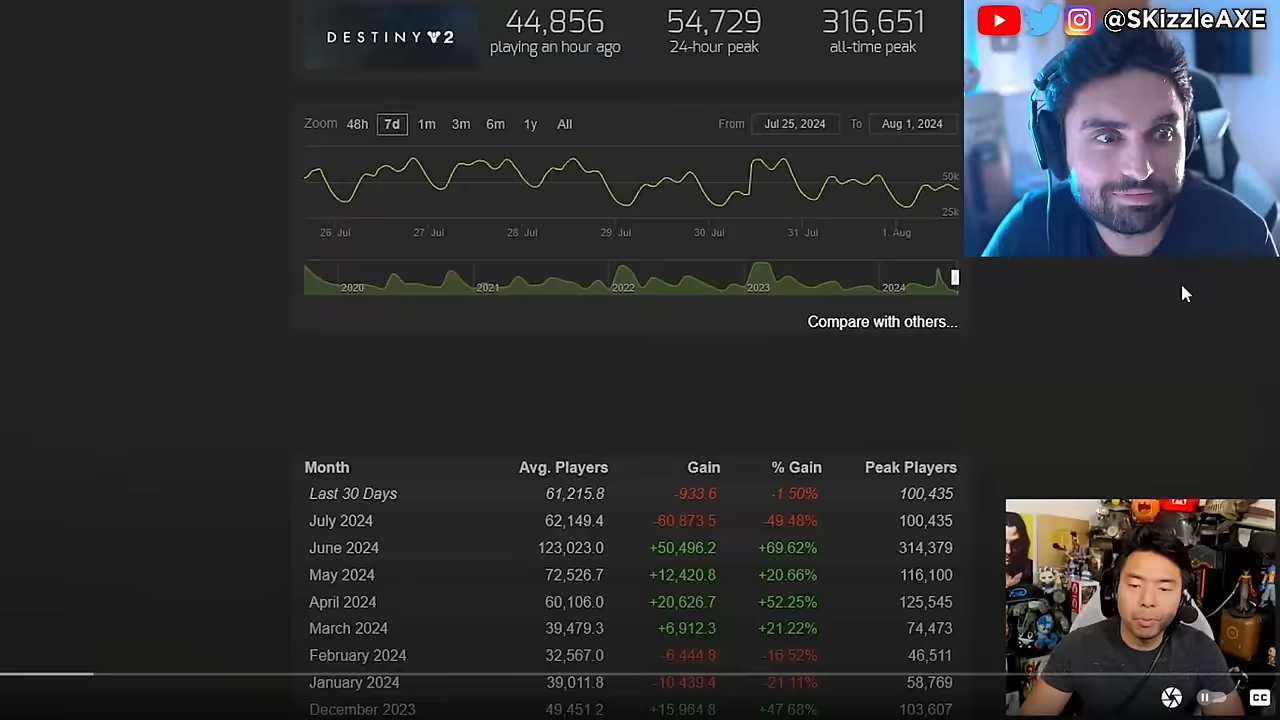 @SKizzleAXE
DESTINY 2
44,856
playing an hour ago
54,729
24-hour peak
316,651
all-time peak
Zoom 48h 7d 1m 3m 6m 1y All
From Jul 25, 2024 To Aug 1, 2024
50k
25k
26 Jul 27 Jul 28 Jul 29 Jul 30 Jul 31 Jul 1. Aug
2020 2021 2022 2023 2024
Compare with others...
Month Avg. Players Gain % Gain Peak Players
Last 30 Days 61,215.8 -933.6 -1.50% 100,435
July 2024 62,149.4 -60,873.5 -49.48% 100,435
June 2024 123,023.0 +50,496.2 +69.62% 314,379
May 2024 72,526.7 +12,420.8 +20.66% 116,100
April 2024 60,106.0 +20,626.7 +52.25% 125,545
March 2024 39,479.3 +6,912.3 +21.22% 74,473
February 2024 32,567.0 -6,444.8 -16.52% 46,511
January 2024 39,011.8 -10,439.4 -21.11% 58,769
December 2023 49,451.2 +15,964.8 +47.68% 103,607
CC